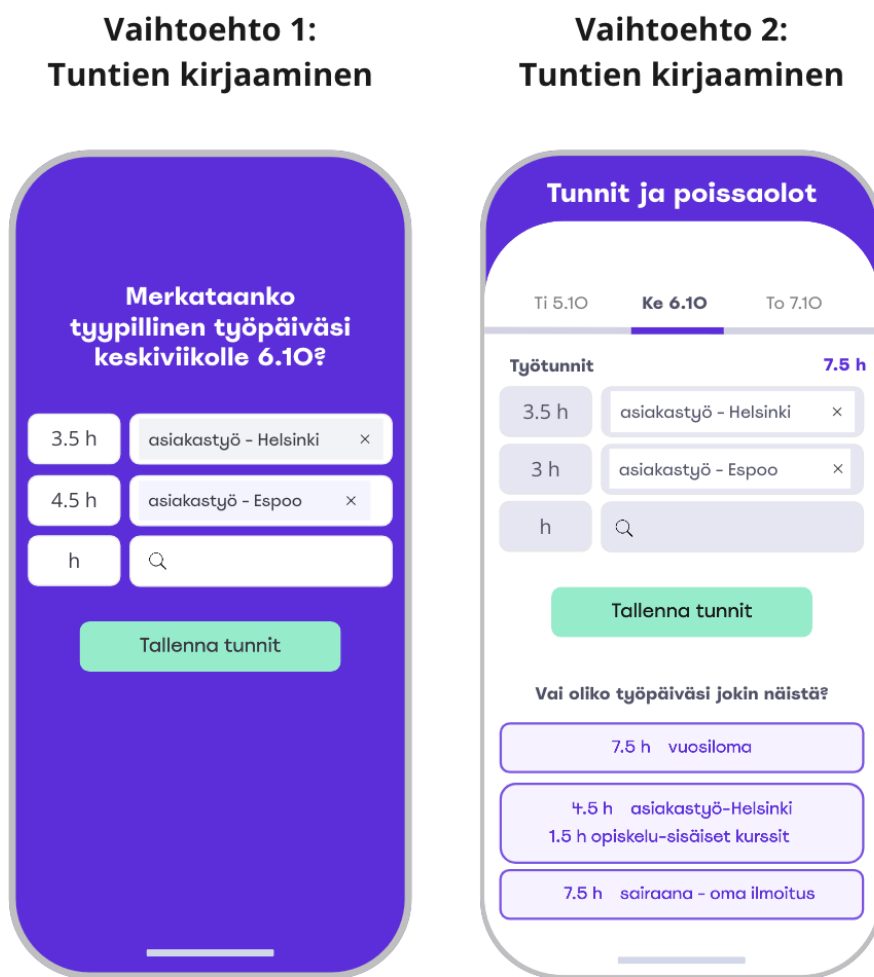 Vaihtoehto 1:
Tuntien kirjaaminen
Merkataanko
tyypillinen työpäiväsi
keskiviikolle 6.10?
3.5 h asiakastyö - Helsinki ×
4.5 h asiakastyö - Espoo ×
h
Tallenna tunnit
Vaihtoehto 2:
Tuntien kirjaaminen
Tunnit ja poissaolot
Ti 5.10 Ke 6.10 To 7.10
Työtunnit 7.5 h
3.5 h asiakastyö - Helsinki ×
3 h asiakastyö - Espoo ×
h
Tallenna tunnit
Vai oliko työpäiväsi jokin näistä?
7.5 h vuosiloma
4.5 h asiakastyö-Helsinki
1.5 h opiskelu-sisäiset kurssit
7.5 h sairaana - oma ilmoitus